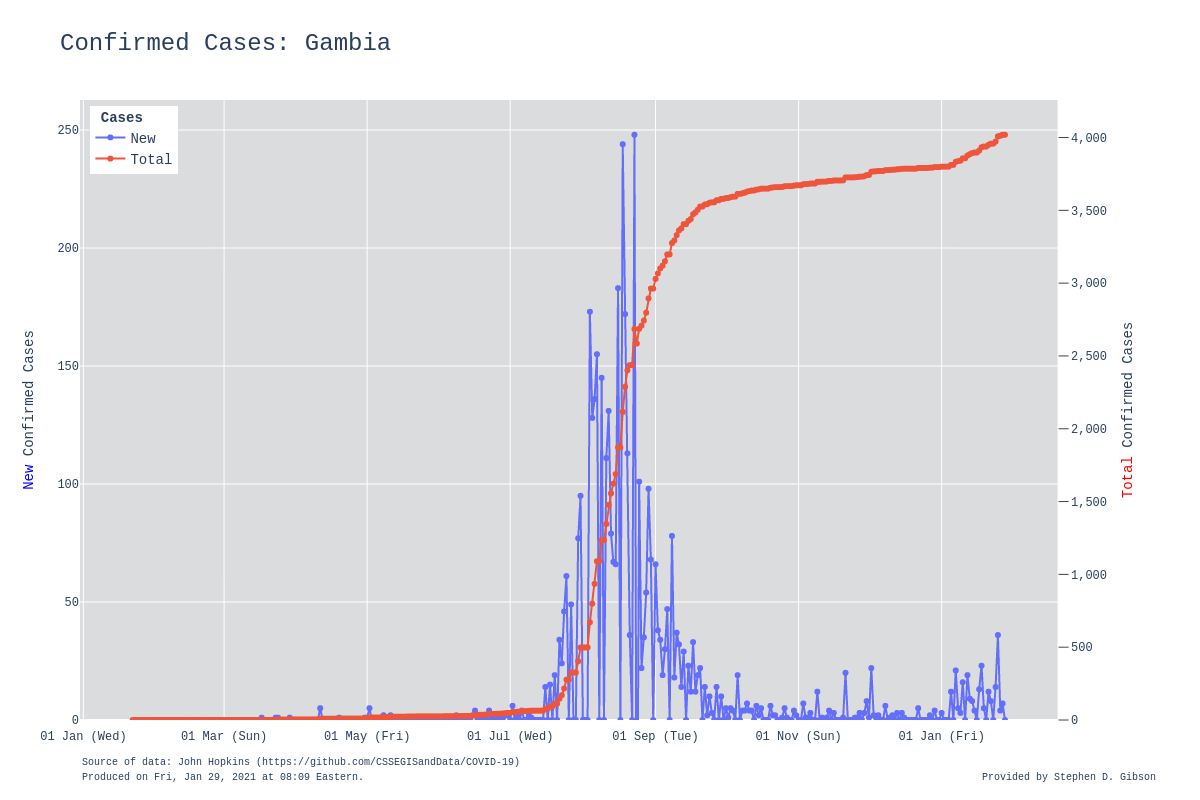 Confirmed Cases: Gambia
Cases
New
Total
250
200
150
100
50
0
4,000
3,500
3,000
2,500
2,000
1,500
1,000
500
0
New Confirmed Cases
Total Confirmed Cases
01 Jan (Wed) 01 Mar (Sun) 01 May (Fri) 01 Jul (Wed) 01 Sep (Tue) 01 Nov (Sun) 01 Jan (Fri)
Source of data: John Hopkins (https://github.com/CSSEGISandData/COVID-19)
Produced on Fri, Jan 29, 2021 at 08:09 Eastern.
Provided by Stephen D. Gibson